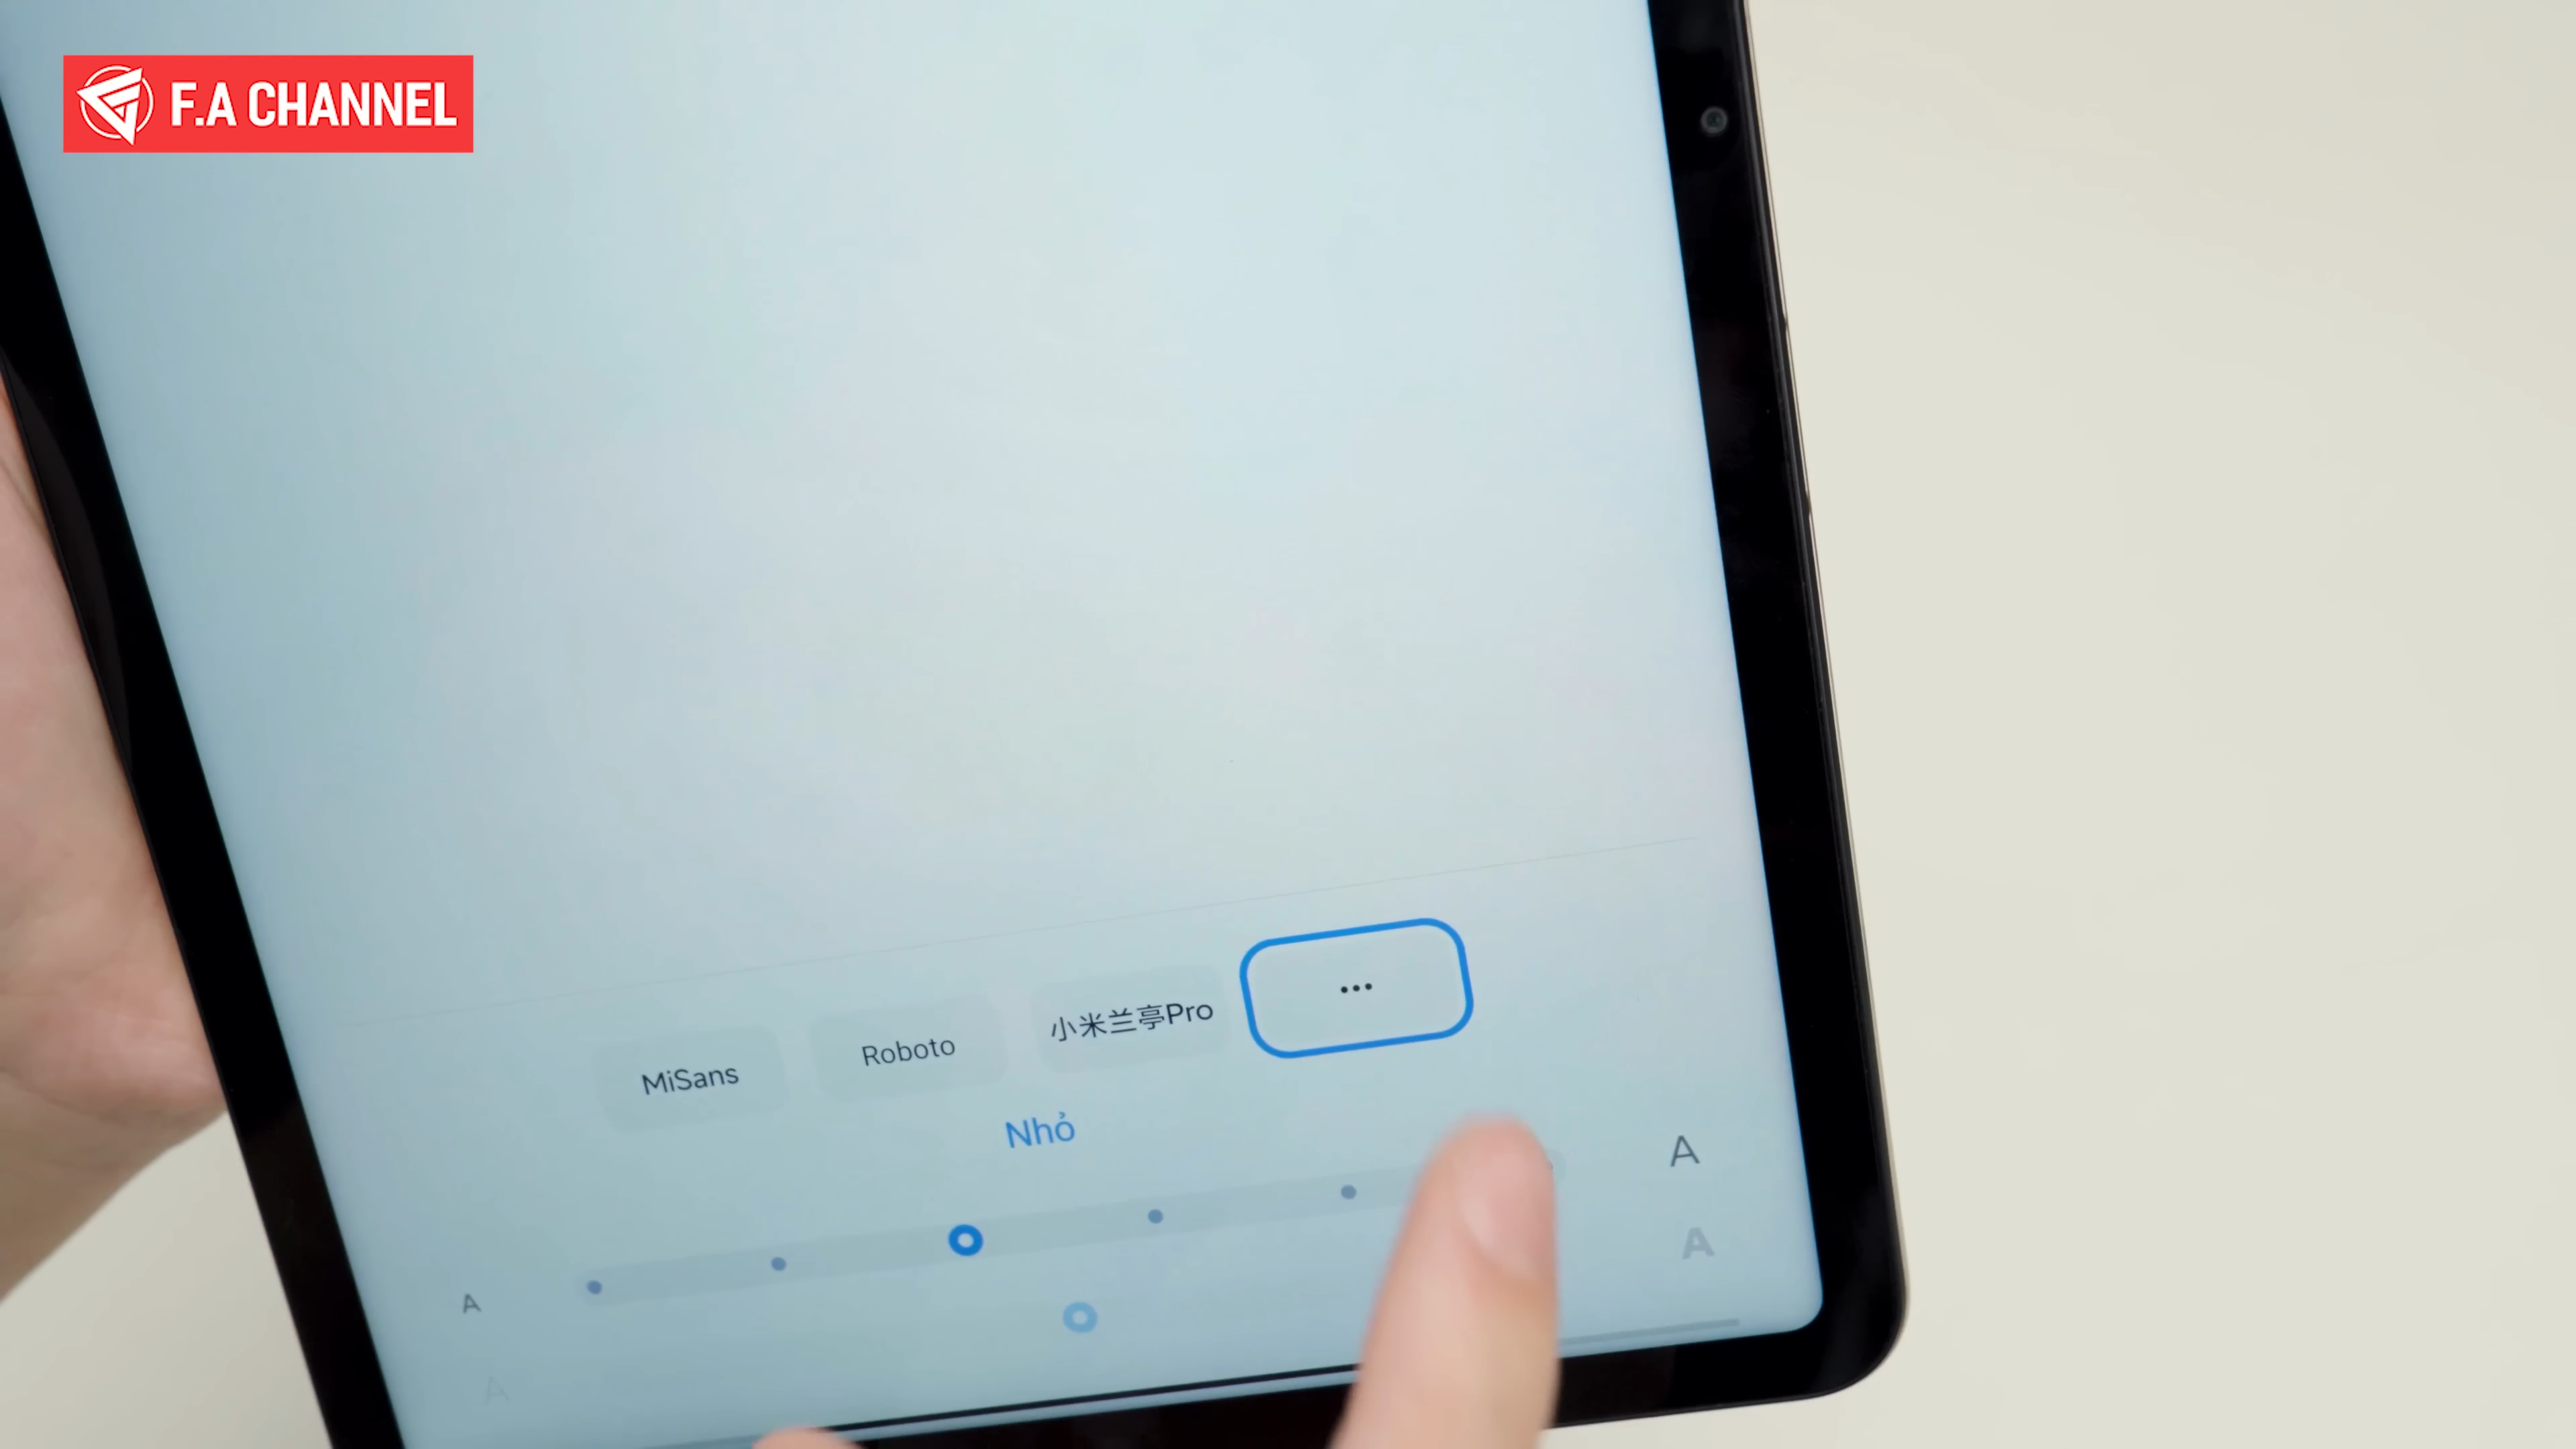 F.A CHANNEL
MiSans
Roboto
小米兰亭Pro
...
Nhỏ
A
A
A
A